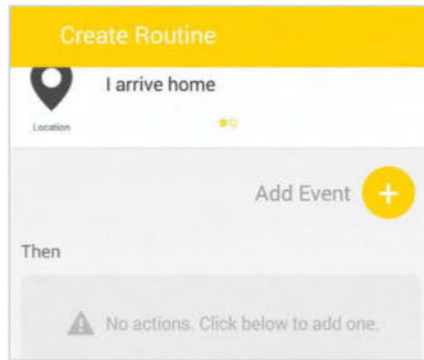 Create Routine
I arrive home
Location
Add Event
Then
No actions. Click below to add one.